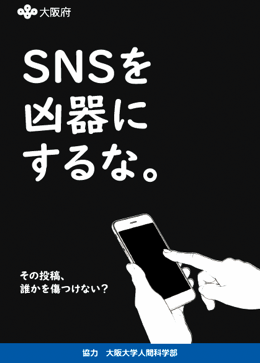 大阪府
SNSを
凶器に
するな。
その投稿、
誰かを傷つけない?
協力 大阪大学人間科学部